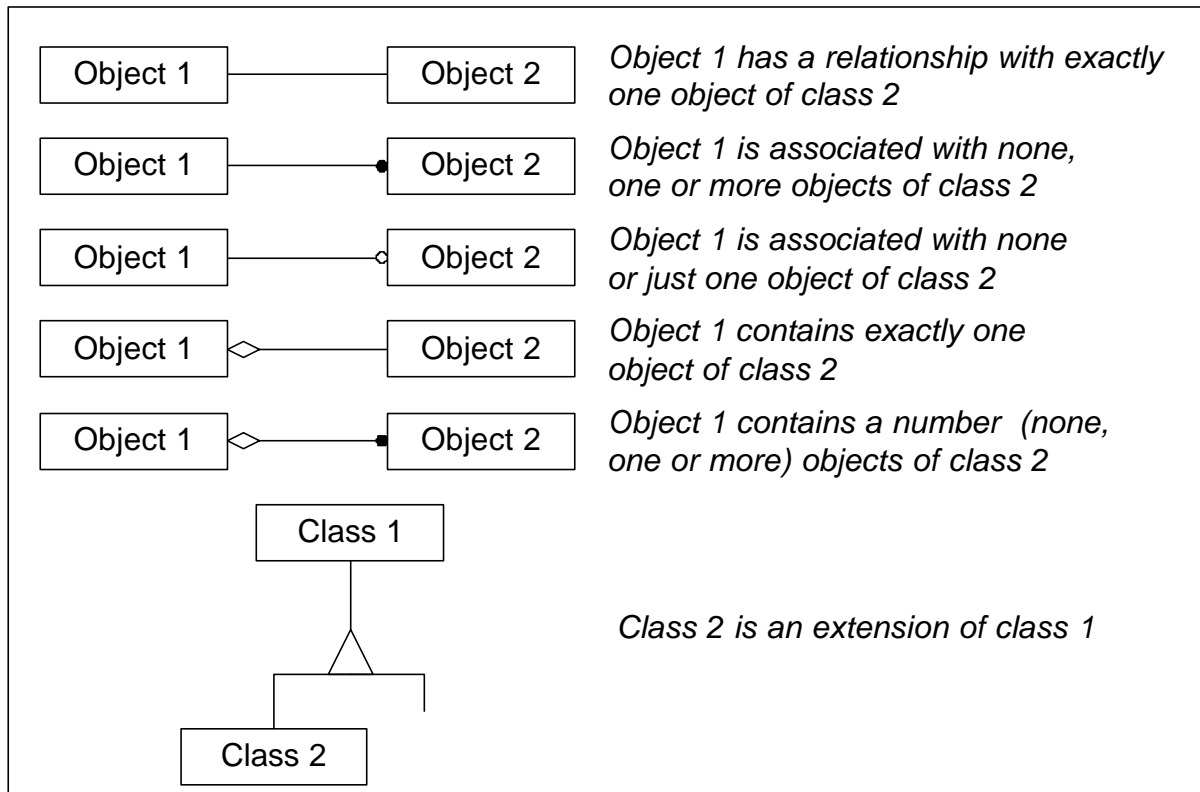 Object 1 Object 2 Object 1 has a relationship with exactly
one object of class 2
Object 1 Object 2 Object 1 is associated with none,
one or more objects of class 2
Object 1 Object 2 Object 1 is associated with none
or just one object of class 2
Object 1 Object 2 Object 1 contains exactly one
object of class 2
Object 1 Object 2 Object 1 contains a number (none,
one or more) objects of class 2
Class 1
Class 2 is an extension of class 1
Class 2